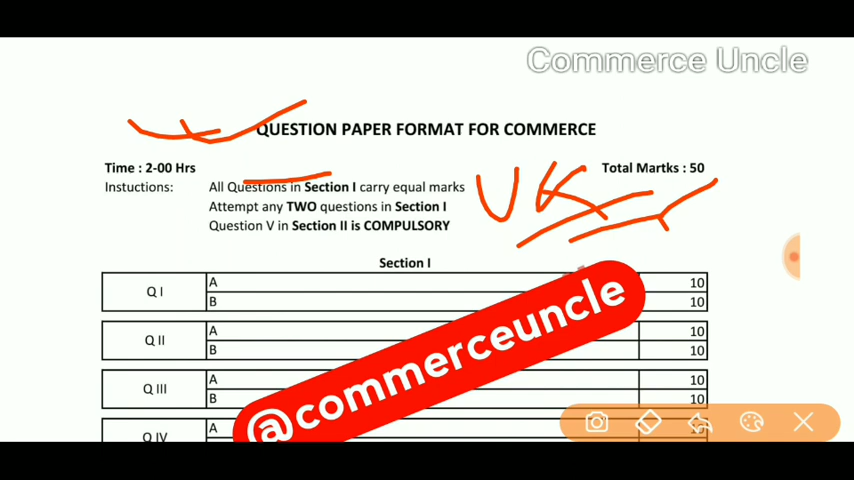 Commerce Uncle
QUESTION PAPER FORMAT FOR COMMERCE
Time : 2-00 Hrs
Total Martks : 50
Instuctions: All Questions in Section I carry equal marks
Attempt any TWO questions in Section I
Question V in Section II is COMPULSORY
VK
Section I
Q I A 10
B 10
Q II A 10
B 10
Q III A 10
B 10
Q IV A
B
@commerceuncle